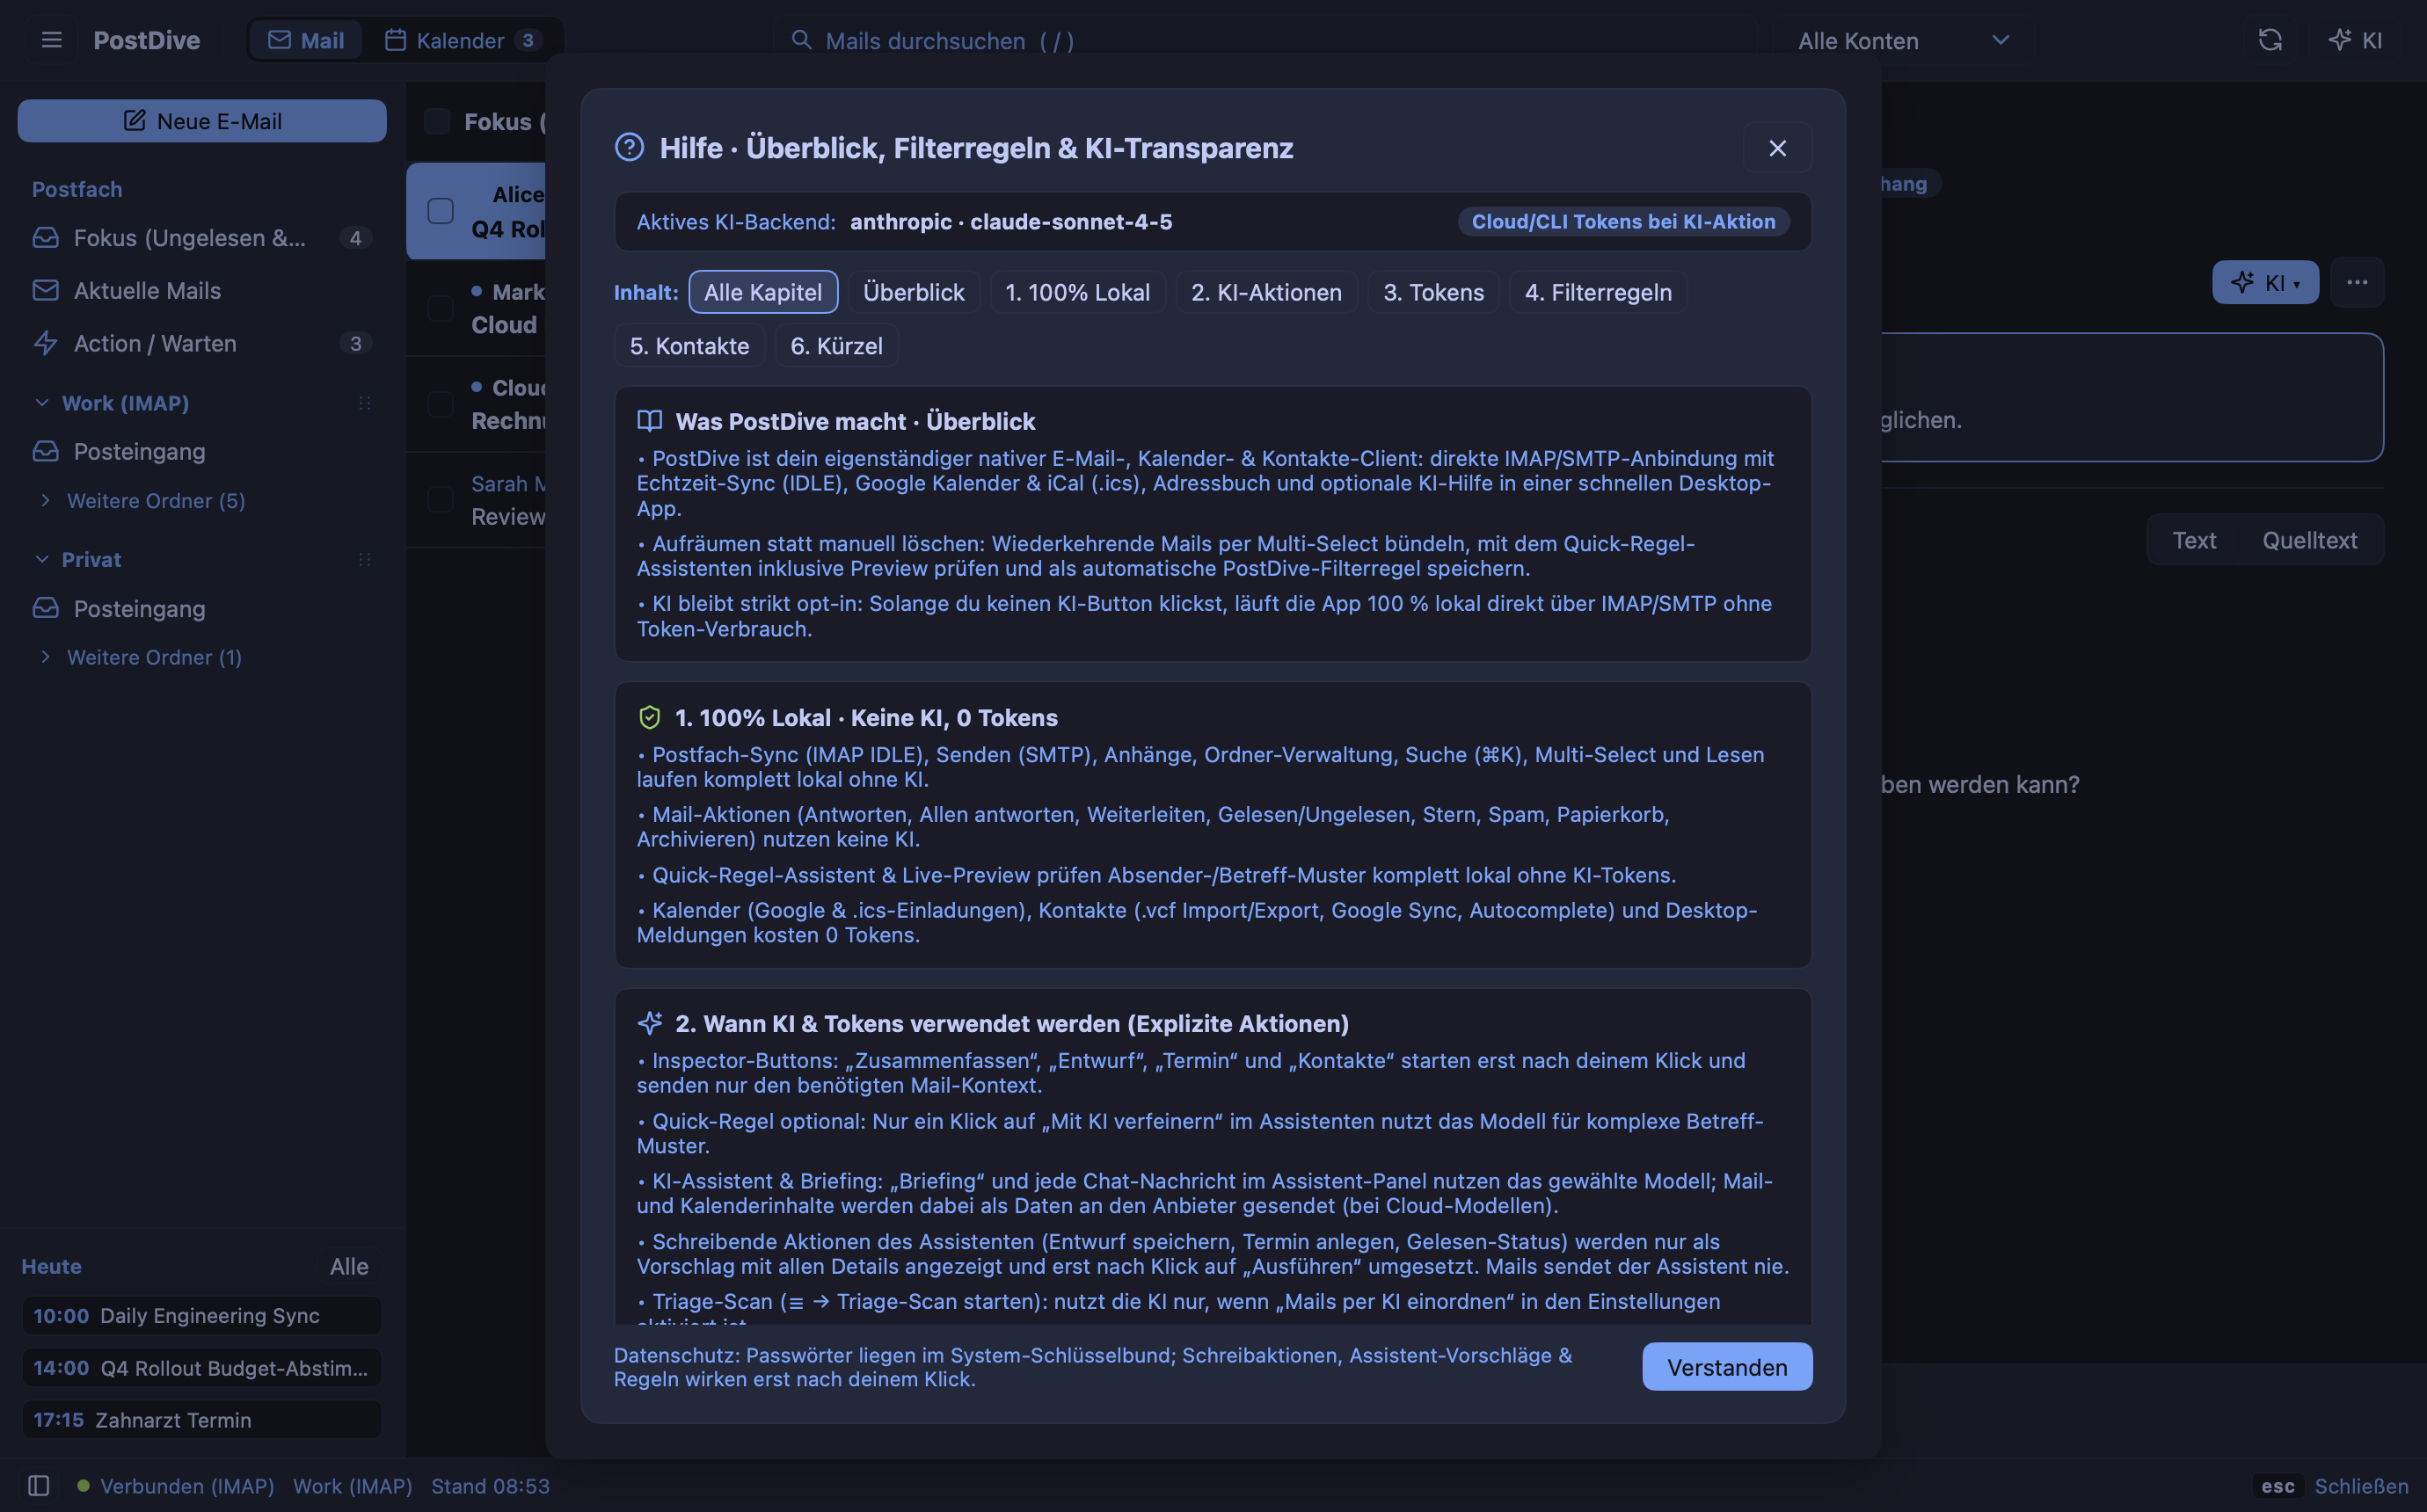 PostDive
Mail
Kalender 3
Mails durchsuchen ( / )
Alle Konten
KI
Neue E-Mail
Postfach
Fokus (Ungelesen &... 4
Aktuelle Mails
Action / Warten 3
Work (IMAP)
Posteingang
Weitere Ordner (5)
Privat
Posteingang
Weitere Ordner (1)
Heute Alle
10:00 Daily Engineering Sync
14:00 Q4 Rollout Budget-Abstim...
17:15 Zahnarzt Termin
Fokus (
Alice
Q4 Rol
Mark
Cloud
Cloud
Sarah M
Review
Hilfe · Überblick, Filterregeln & KI-Transparenz
Aktives KI-Backend: anthropic · claude-sonnet-4-5
Cloud/CLI Tokens bei KI-Aktion
Inhalt: Alle Kapitel Überblick 1. 100% Lokal 2. KI-Aktionen 3. Tokens 4. Filterregeln
5. Kontakte 6. Kürzel
Was PostDive macht · Überblick
• PostDive ist dein eigenständiger nativer E-Mail-, Kalender- & Kontakte-Client: direkte IMAP/SMTP-Anbindung mit
Echtzeit-Sync (IDLE), Google Kalender & iCal (.ics), Adressbuch und optionale KI-Hilfe in einer schnellen Desktop-
App.
• Aufräumen statt manuell löschen: Wiederkehrende Mails per Multi-Select bündeln, mit dem Quick-Regel-
Assistenten inklusive Preview prüfen und als automatische PostDive-Filterregel speichern.
• KI bleibt strikt opt-in: Solange du keinen KI-Button klickst, läuft die App 100 % lokal direkt über IMAP/SMTP ohne
Token-Verbrauch.
1. 100% Lokal · Keine KI, 0 Tokens
• Postfach-Sync (IMAP IDLE), Senden (SMTP), Anhänge, Ordner-Verwaltung, Suche (⌘K), Multi-Select und Lesen
laufen komplett lokal ohne KI.
• Mail-Aktionen (Antworten, Allen antworten, Weiterleiten, Gelesen/Ungelesen, Stern, Spam, Papierkorb,
Archivieren) nutzen keine KI.
• Quick-Regel-Assistent & Live-Preview prüfen Absender-/Betreff-Muster komplett lokal ohne KI-Tokens.
• Kalender (Google & .ics-Einladungen), Kontakte (.vcf Import/Export, Google Sync, Autocomplete) und Desktop-
Meldungen kosten 0 Tokens.
2. Wann KI & Tokens verwendet werden (Explizite Aktionen)
• Inspector-Buttons: „Zusammenfassen“, „Entwurf“, „Termin“ und „Kontakte“ starten erst nach deinem Klick und
senden nur den benötigten Mail-Kontext.
• Quick-Regel optional: Nur ein Klick auf „Mit KI verfeinern“ im Assistenten nutzt das Modell für komplexe Betreff-
Muster.
• KI-Assistent & Briefing: „Briefing“ und jede Chat-Nachricht im Assistent-Panel nutzen das gewählte Modell; Mail-
und Kalenderinhalte werden dabei als Daten an den Anbieter gesendet (bei Cloud-Modellen).
• Schreibende Aktionen des Assistenten (Entwurf speichern, Termin anlegen, Gelesen-Status) werden nur als
Vorschlag mit allen Details angezeigt und erst nach Klick auf „Ausführen“ umgesetzt. Mails sendet der Assistent nie.
• Triage-Scan (≡ → Triage-Scan starten): nutzt die KI nur, wenn „Mails per KI einordnen“ in den Einstellungen
Datenschutz: Passwörter liegen im System-Schlüsselbund; Schreibaktionen, Assistent-Vorschläge &
Regeln wirken erst nach deinem Klick.
Verstanden
hang
KI ▾
glichen.
Text Quelltext
ben werden kann?
Verbunden (IMAP) Work (IMAP) Stand 08:53
esc Schließen